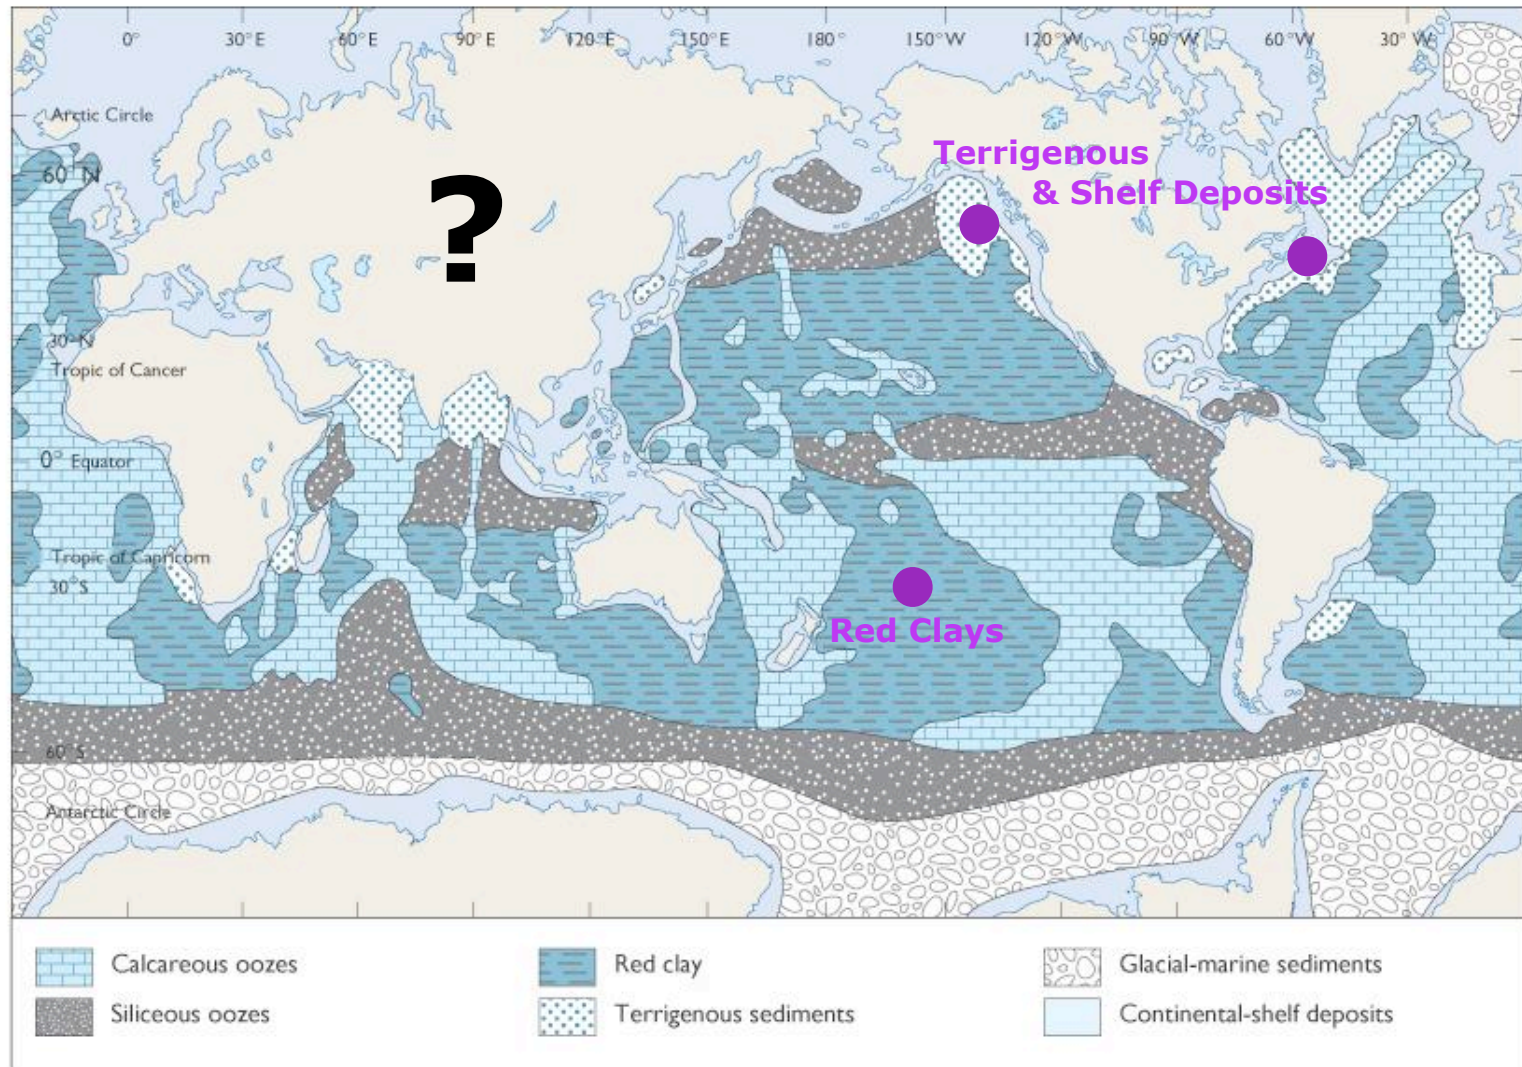 0° 30°E 60°E 90°E 120°E 150°E 180° 150°W 120°W 90°W 60°W 30°W
Arctic Circle
Terrigenous
& Shelf Deposits
60°N
?
30°N
Tropic of Cancer
0° Equator
Tropic of Capricorn
30°S
Red Clays
60°S
Antarctic Circle
Calcareous oozes Red clay Glacial-marine sediments
Siliceous oozes Terrigenous sediments Continental-shelf deposits